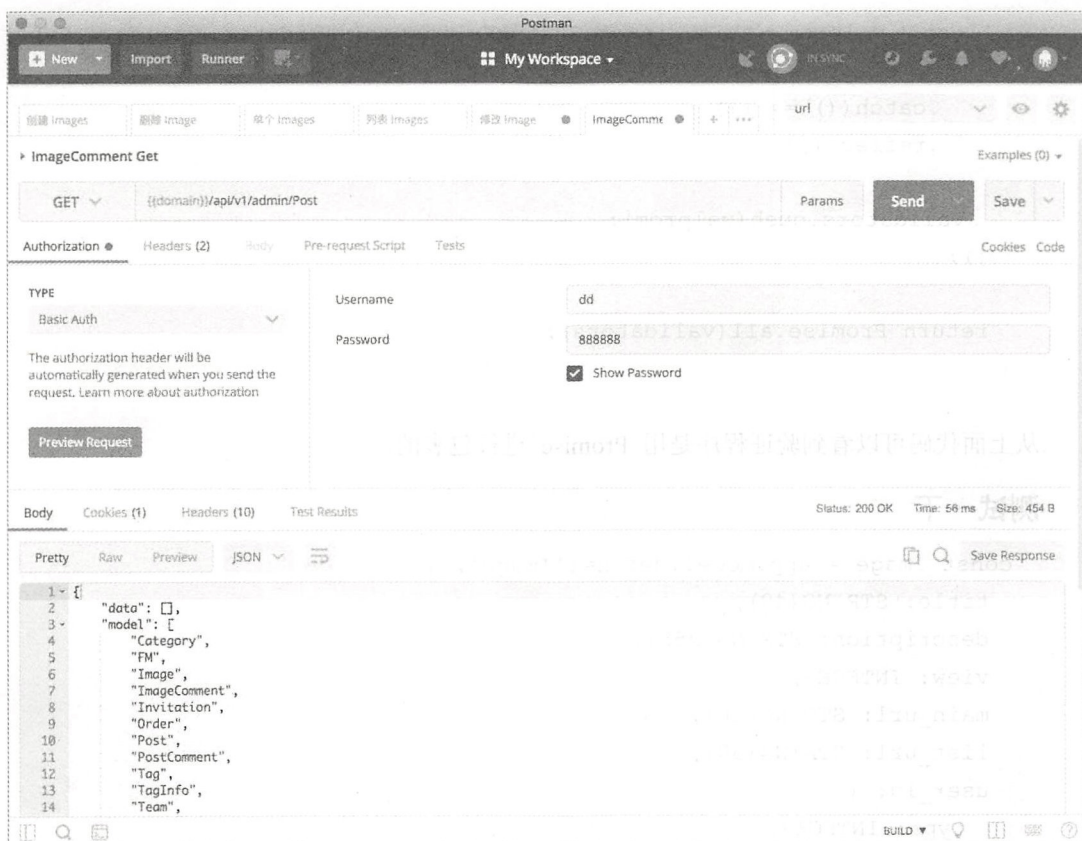 Postman
New Import Runner My Workspace IN SYNC
创建 Images 删除 Image 单个 Images 列表 Images 修改 Image ImageComme + ••• url
ImageComment Get Examples (0)
GET {{domain}}/api/v1/admin/Post Params Send Save
Authorization Headers (2) Body Pre-request Script Tests Cookies Code
TYPE
Basic Auth
The authorization header will be
automatically generated when you send the
request. Learn more about authorization
Preview Request
Username dd
Password 888888
Show Password
Body Cookies (1) Headers (10) Test Results Status: 200 OK Time: 56 ms Size: 454 B
Pretty Raw Preview JSON Save Response
1 {
2 "data": [],
3 "model": [
4 "Category",
5 "FM",
6 "Image",
7 "ImageComment",
8 "Invitation",
9 "Order",
10 "Post",
11 "PostComment",
12 "Tag",
13 "TagInfo",
14 "Team",
BUILD